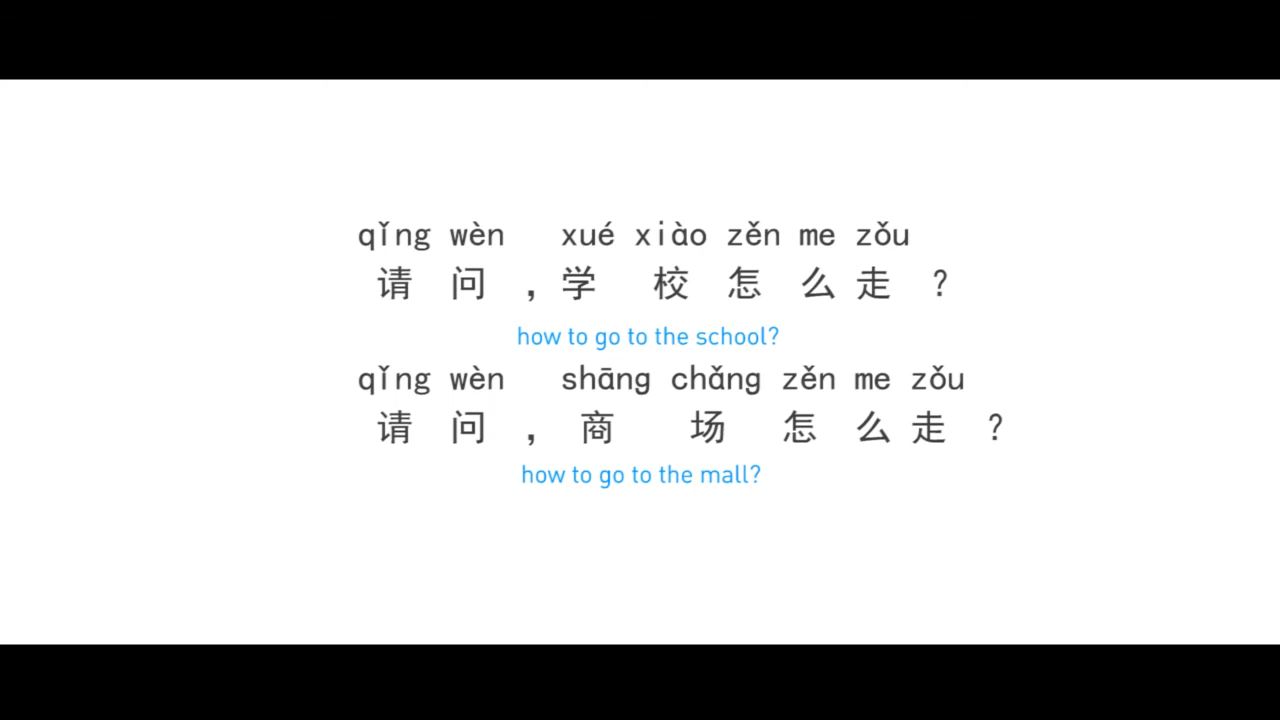 qǐng wèn xué xiào zěn me zǒu
请问，学校怎么走？
how to go to the school?
qǐng wèn shāng chǎng zěn me zǒu
请问，商场怎么走？
how to go to the mall?